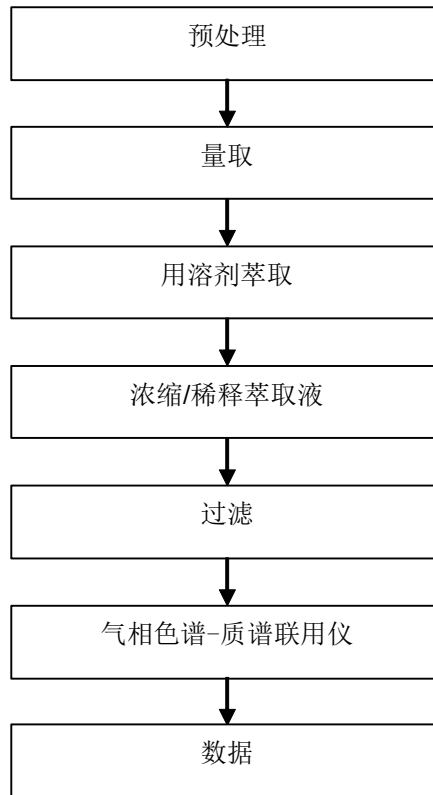 预处理
量取
用溶剂萃取
浓缩/稀释萃取液
过滤
气相色谱-质谱联用仪
数据